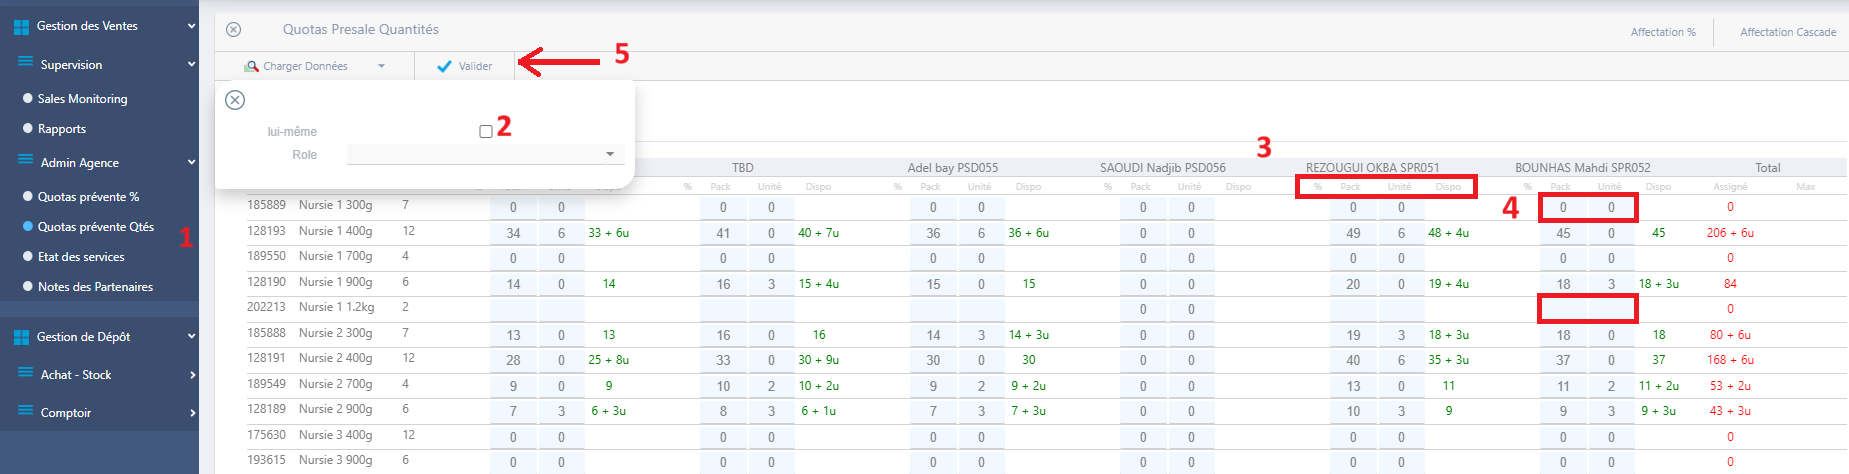 Gestion des Ventes
Supervision
Sales Monitoring
Rapports
Admin Agence
Quotas prévente %
Quotas prévente Qtés
1
Etat des services
Notes des Partenaires
Gestion de Dépôt
Achat - Stock
Comptoir
Quotas Presale Quantités
Affectation % Affectation Cascade
Charger Données Valider 5
lui-même 2
Role
3
TBD Adel bay PSD055 SAOUDI Nadjib PSD056 REZOUGUI OKBA SPR051 BOUNHAS Mahdi SPR052 Total
% Pack Unité Dispo % Pack Unité Dispo % Pack Unité Dispo % Pack Unité Dispo % Pack Unité Dispo % Pack Unité Dispo Assigné Max
4
185889 Nursie 1 300g 7 0 0 0 0 0 0 0 0 0 0 0 0 0
128193 Nursie 1 400g 12 34 6 33 + 6u 41 0 40 + 7u 36 6 36 + 6u 0 0 49 6 48 + 4u 45 0 45 206 + 6u
189550 Nursie 1 700g 4 0 0 0 0 0 0 0 0 0 0 0 0 0
128190 Nursie 1 900g 6 14 0 14 16 3 15 + 4u 15 0 15 0 0 20 0 19 + 4u 18 3 18 + 3u 84
202213 Nursie 1 1.2kg 2 0 0 0
185888 Nursie 2 300g 7 13 0 13 16 0 16 14 3 14 + 3u 0 0 19 3 18 + 3u 18 0 18 80 + 6u
128191 Nursie 2 400g 12 28 0 25 + 8u 33 0 30 + 9u 30 0 30 0 0 40 6 35 + 3u 37 0 37 168 + 6u
189549 Nursie 2 700g 4 9 0 9 10 2 10 + 2u 9 2 9 + 2u 0 0 13 0 11 11 2 11 + 2u 53 + 2u
128189 Nursie 2 900g 6 7 3 6 + 3u 8 3 6 + 1u 7 3 7 + 3u 0 0 10 3 9 9 3 9 + 3u 43 + 3u
175630 Nursie 3 400g 12 0 0 0 0 0 0 0 0 0 0 0 0 0
193615 Nursie 3 900g 6 0 0 0 0 0 0 0 0 0 0 0 0 0